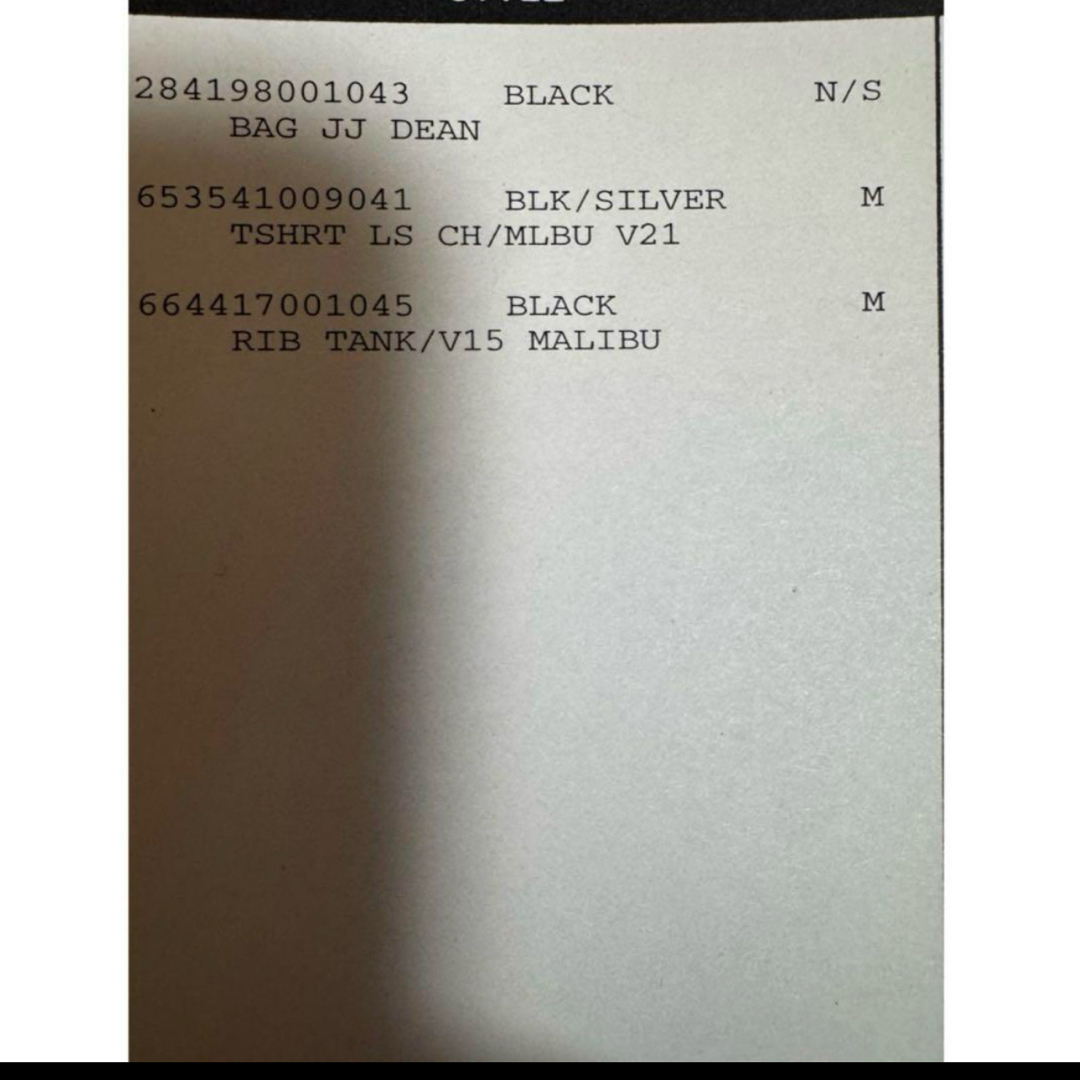 284198001043 BLACK N/S
BAG JJ DEAN
653541009041 BLK/SILVER M
TSHRT LS CH/MLBU V21
664417001045 BLACK M
RIB TANK/V15 MALIBU